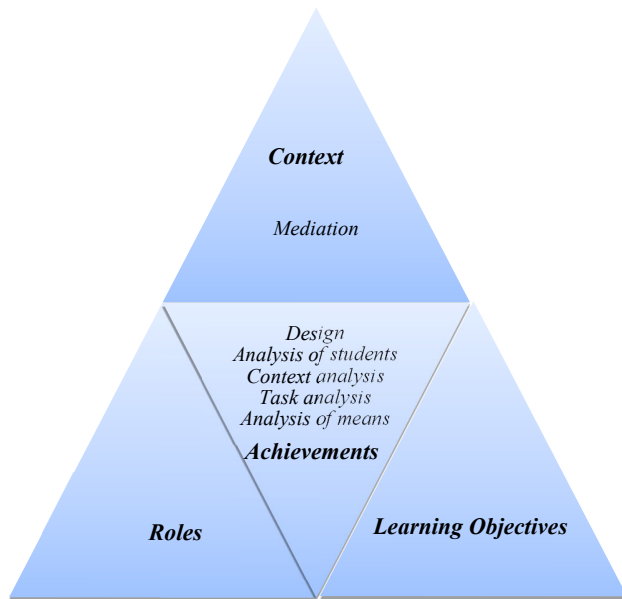 Context
Mediation
Design
Analysis of students
Context analysis
Task analysis
Analysis of means
Achievements
Roles
Learning Objectives